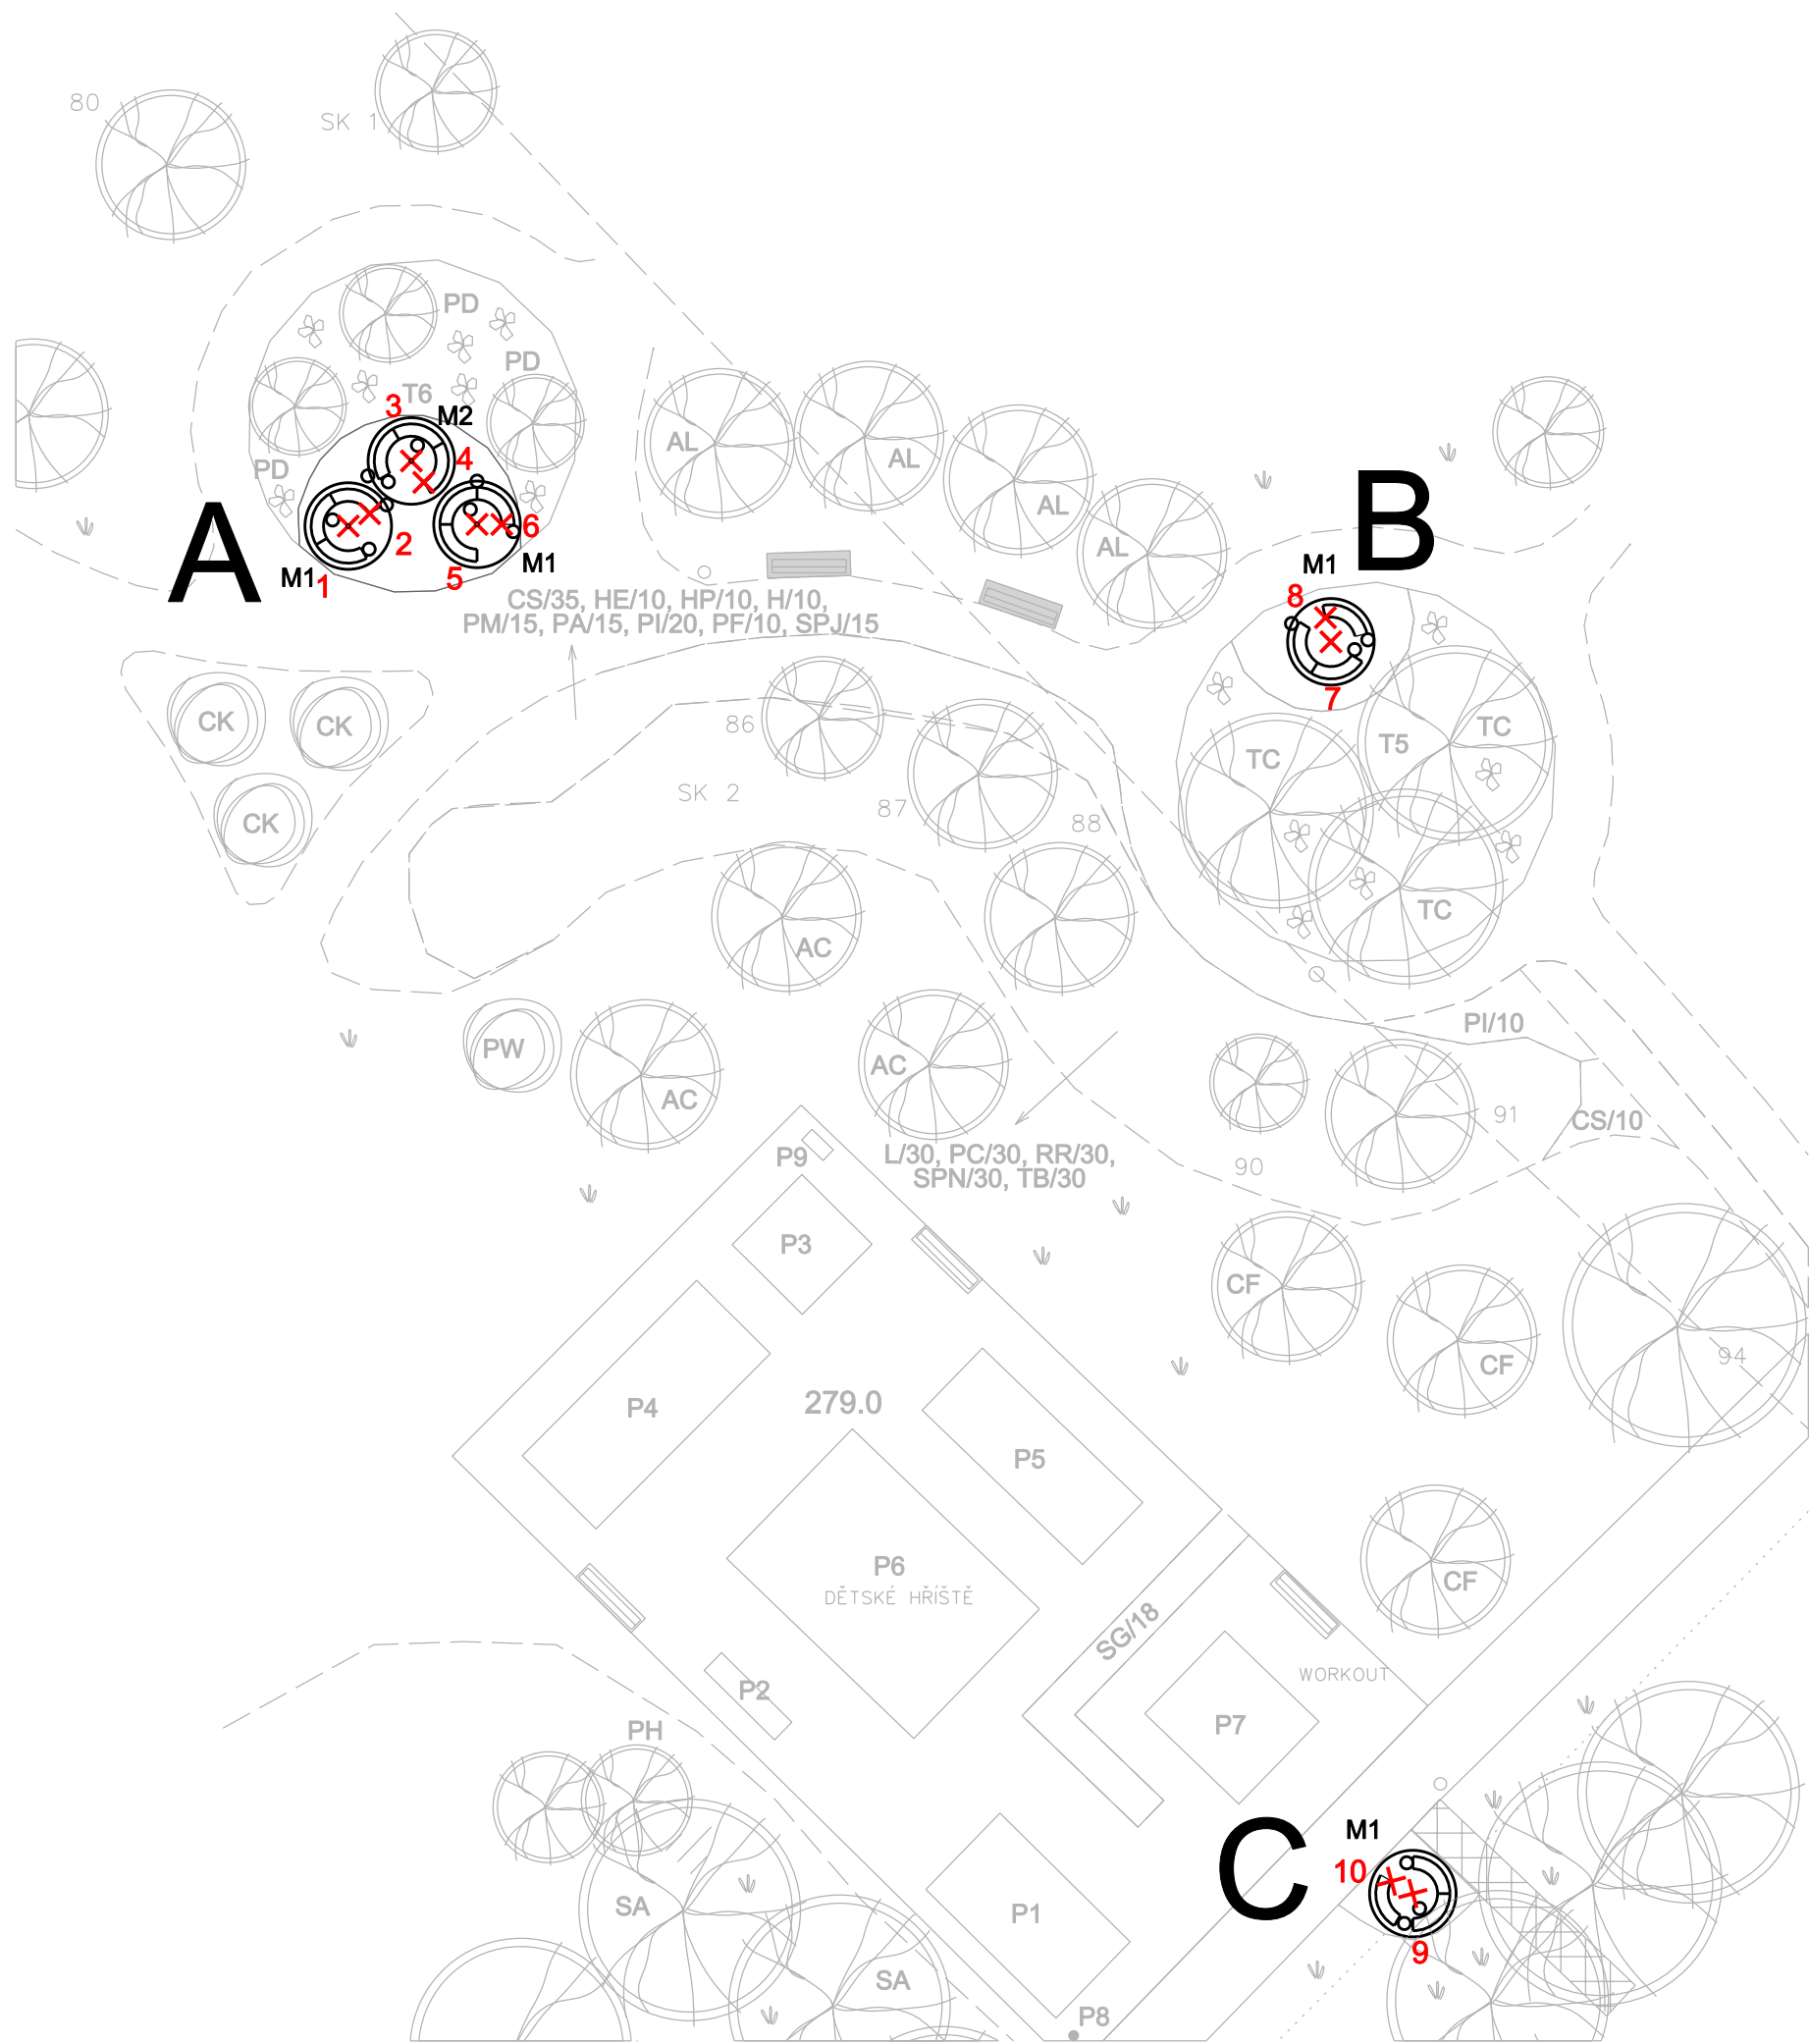 80
SK 1
PD
PD
T6
3
M2
4
PD
A
2
6
M1
1
5
M1
AL
AL
AL
AL
B
M1
8
7
CS/35, HE/10, HP/10, H/10,
PM/15, PA/15, PI/20, PF/10, SPJ/15
CK
CK
CK
86
SK 2
87
88
TC
T5
TC
TC
AC
PW
AC
AC
PI/10
CS/10
91
90
P9
L/30, PC/30, RR/30,
SPN/30, TB/30
P3
CF
CF
94
P4
279.0
P5
P6
DĚTSKÉ HŘIŠTĚ
CF
SG/18
WORKOUT
P2
PH
P7
M1
C
10
9
SA
P1
SA
P8